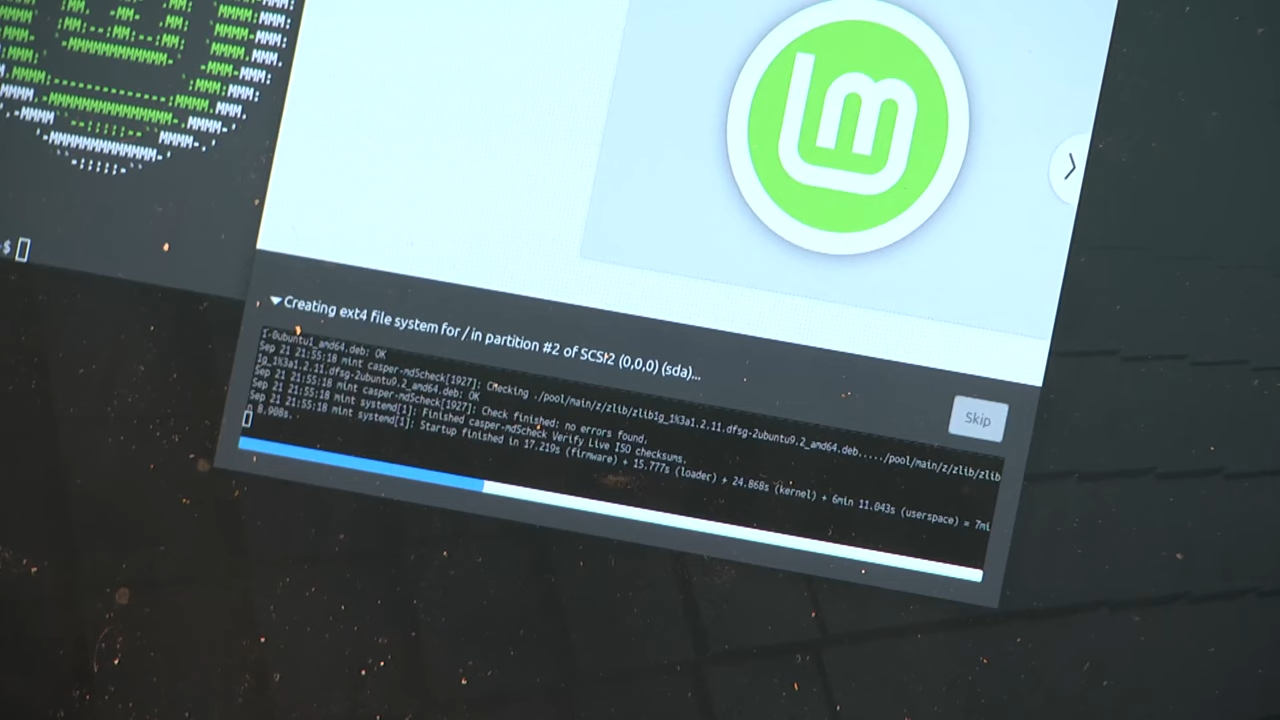 $
Creating ext4 file system for / in partition #2 of SCSI2 (0,0,0) (sda)...
Skip
1-0ubuntu1_amd64.deb: OK
Sep 21 21:55:18 mint casper-md5check[1927]: Checking ./pool/main/z/zlib/zlib1g_1%3a1.2.11.dfsg-2ubuntu9.2_amd64.deb...../pool/main/z/zlib/zlib
1g_1%3a1.2.11.dfsg-2ubuntu9.2_amd64.deb: OK
Sep 21 21:55:18 mint casper-md5check[1927]: Check finished: no errors found.
Sep 21 21:55:18 mint systemd[1]: Finished casper-md5check Verify Live ISO checksums.
Sep 21 21:55:18 mint systemd[1]: Startup finished in 17.219s (firmware) + 15.777s (loader) + 24.868s (kernel) + 6min 11.043s (userspace) = 7mi
8.908s.